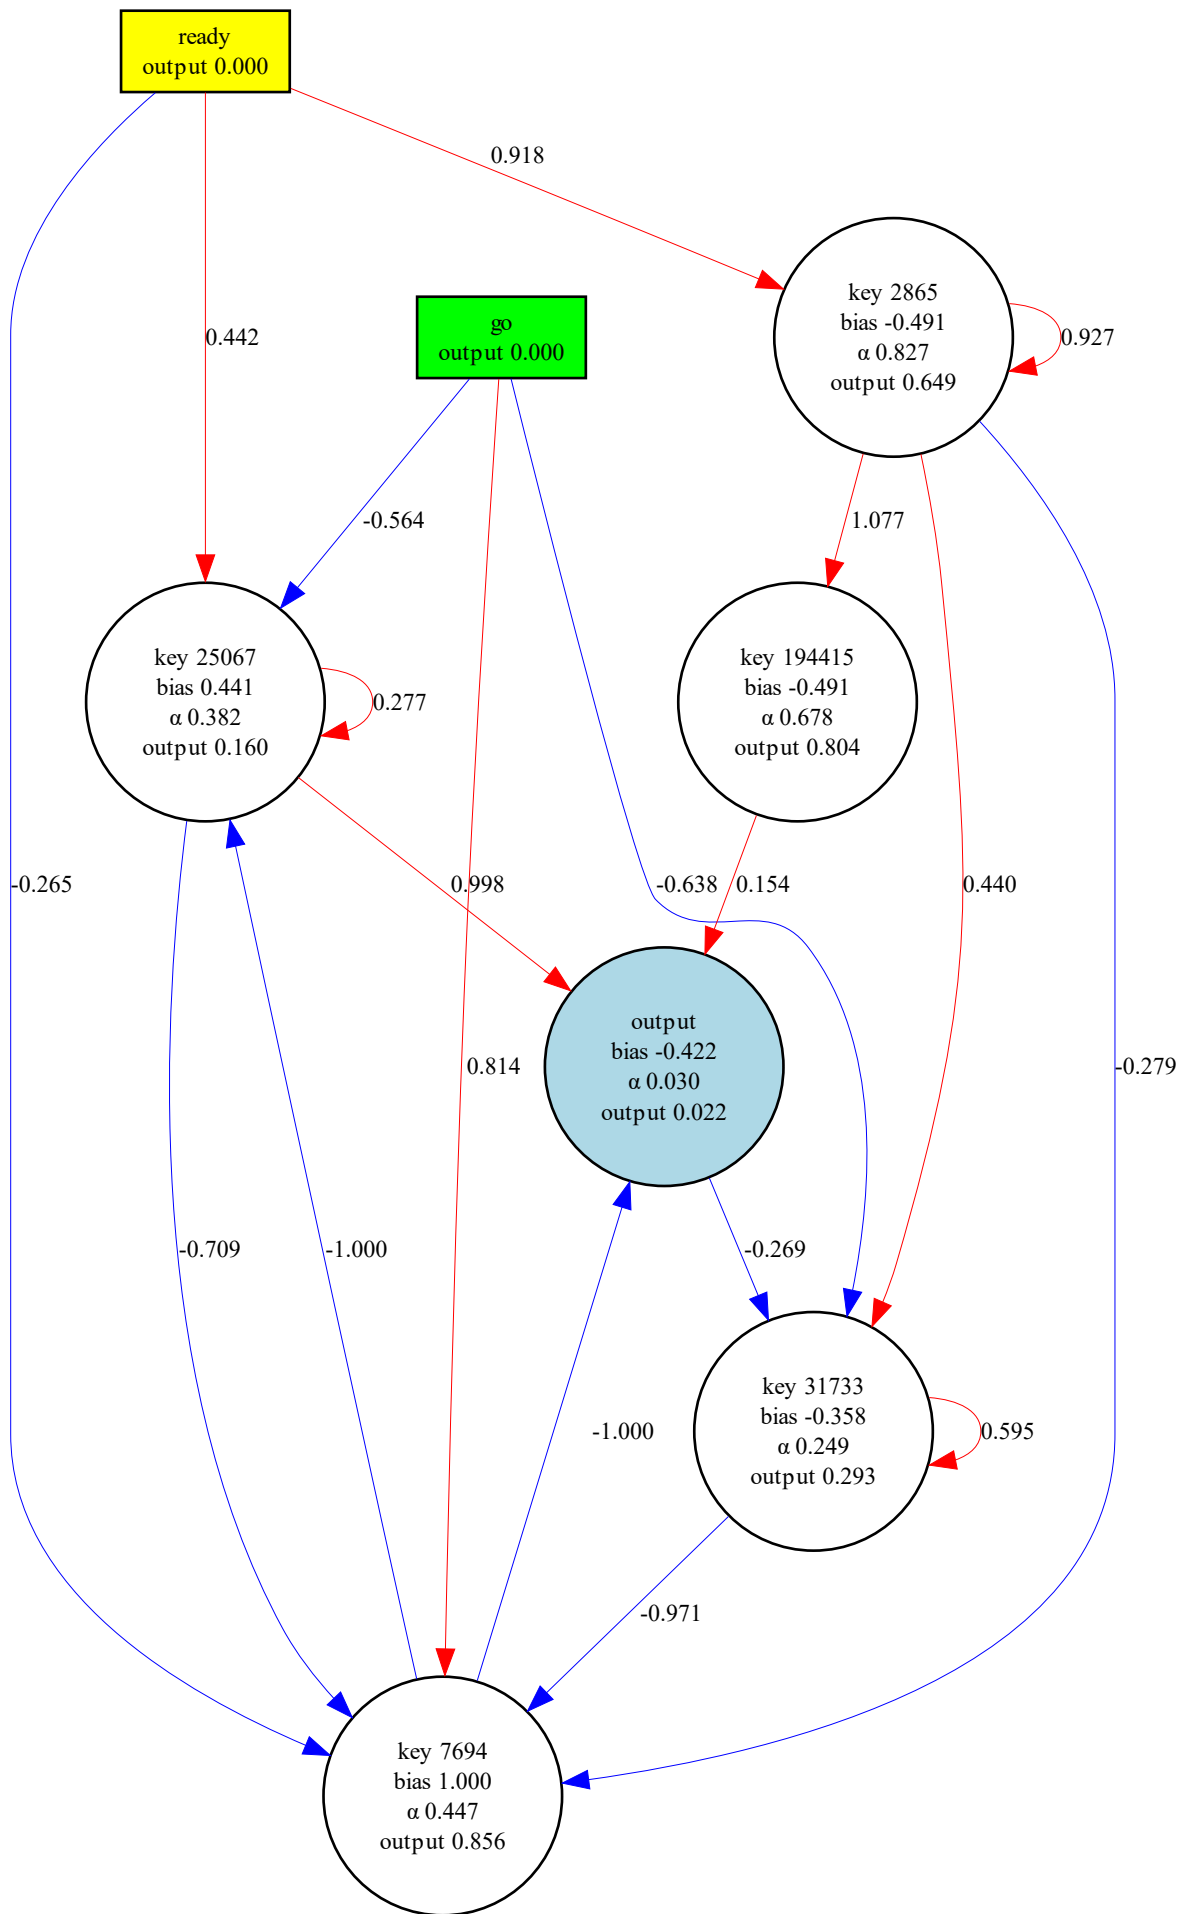 ready
output 0.000
0.918
key 2865
bias -0.491
α 0.827
output 0.649
0.927
go
output 0.000
0.442
-0.564
1.077
key 25067
bias 0.441
α 0.382
output 0.160
0.277
key 194415
bias -0.491
α 0.678
output 0.804
-0.265
0.998
-0.638
0.154
0.440
output
bias -0.422
α 0.030
output 0.022
0.814
-0.279
-0.709
-1.000
-0.269
key 31733
bias -0.358
α 0.249
output 0.293
0.595
-1.000
-0.971
key 7694
bias 1.000
α 0.447
output 0.856